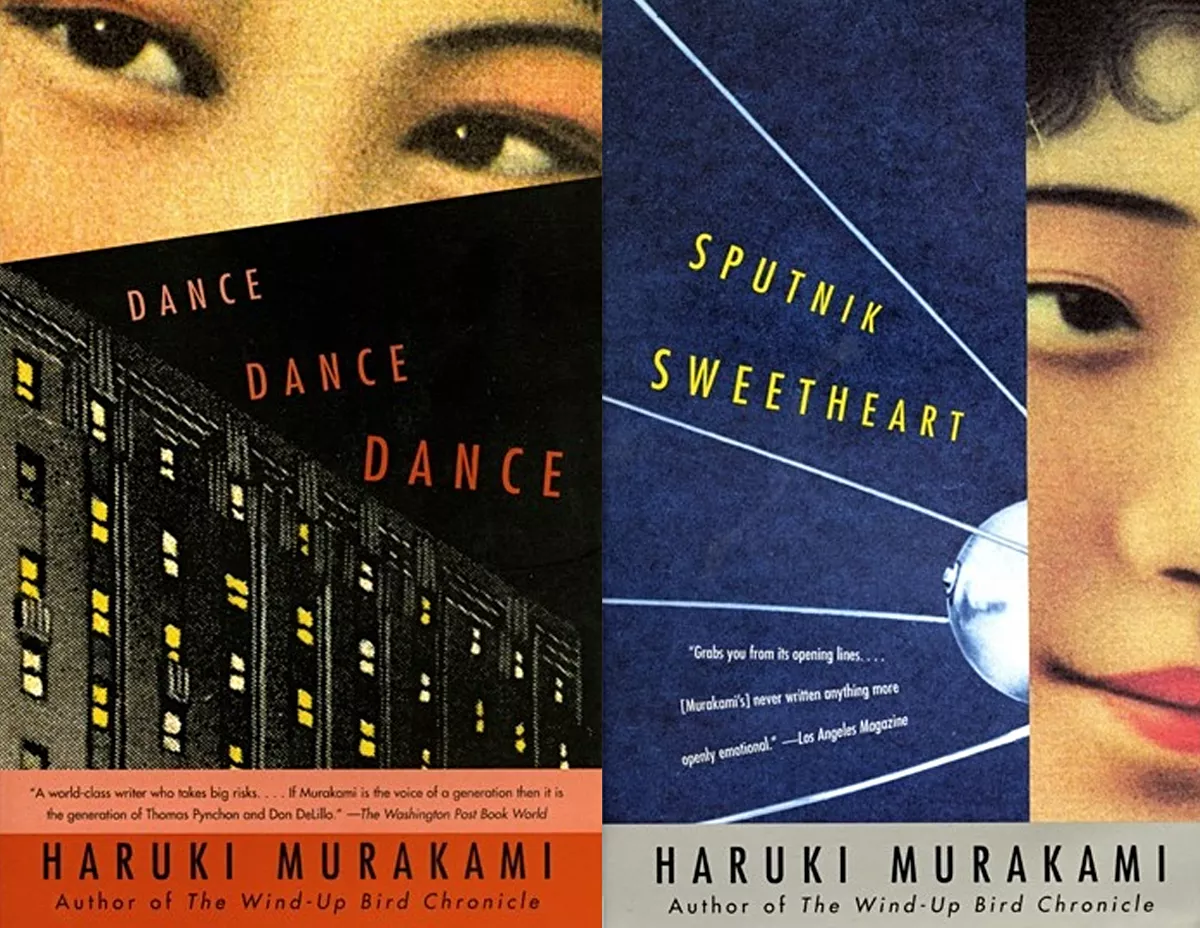 DANCE
DANCE
DANCE
"A world-class writer who takes big risks. . . . If Murakami is the voice of a generation then it is
the generation of Thomas Pynchon and Don DeLillo." —The Washington Post Book World
HARUKI MURAKAMI
Author of The Wind-Up Bird Chronicle
SPUTNIK
SWEETHEART
"Grabs you from its opening lines. . . .
[Murakami's] never written anything more
openly emotional." —Los Angeles Magazine
HARUKI MURAKAMI
Author of The Wind-Up Bird Chronicle